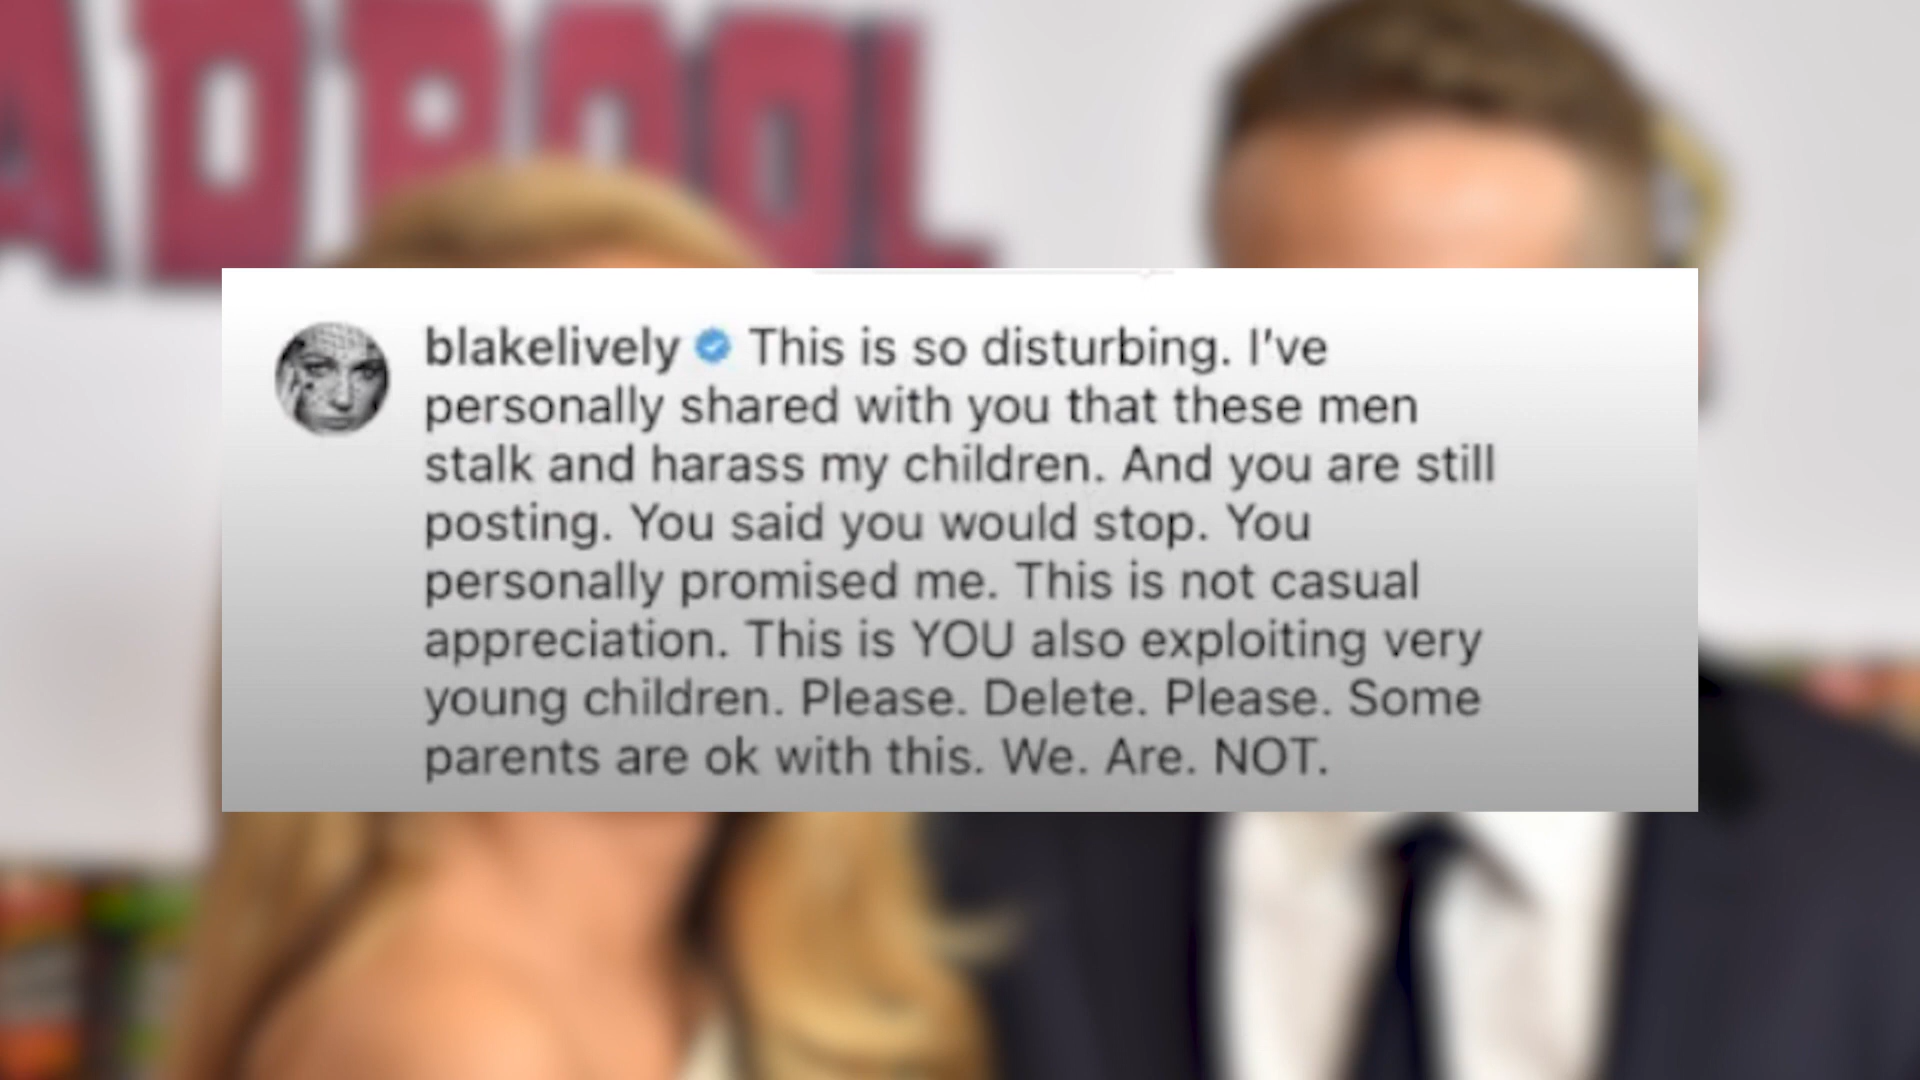 ADPOOL
blakelively This is so disturbing. I've
personally shared with you that these men
stalk and harass my children. And you are still
posting. You said you would stop. You
personally promised me. This is not casual
appreciation. This is YOU also exploiting very
young children. Please. Delete. Please. Some
parents are ok with this. We. Are. NOT.